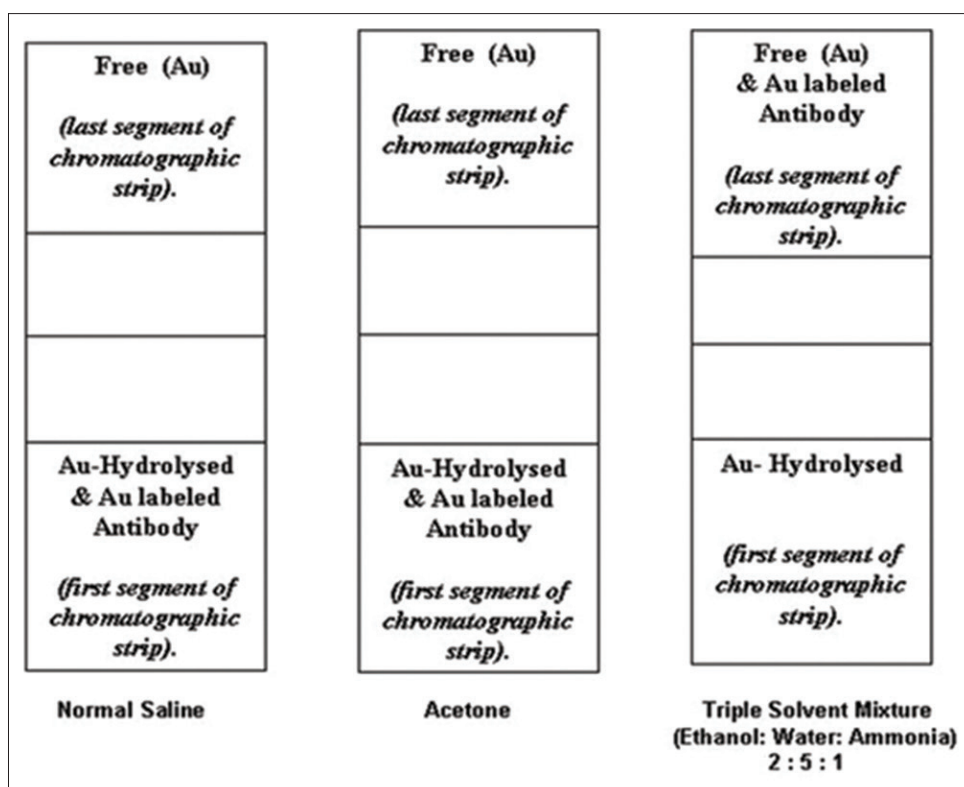 Free (Au)
(last segment of
chromatographic
strip).
Au-Hydrolysed
& Au labeled
Antibody
(first segment of
chromatographic
strip).
Normal Saline
Free (Au)
(last segment of
chromatographic
strip).
Au-Hydrolysed
& Au labeled
Antibody
(first segment of
chromatographic
strip).
Acetone
Free (Au)
& Au labeled
Antibody
(last segment of
chromatographic
strip).
Au- Hydrolysed
(first segment of
chromatographic
strip).
Triple Solvent Mixture
(Ethanol: Water: Ammonia)
2 : 5 : 1